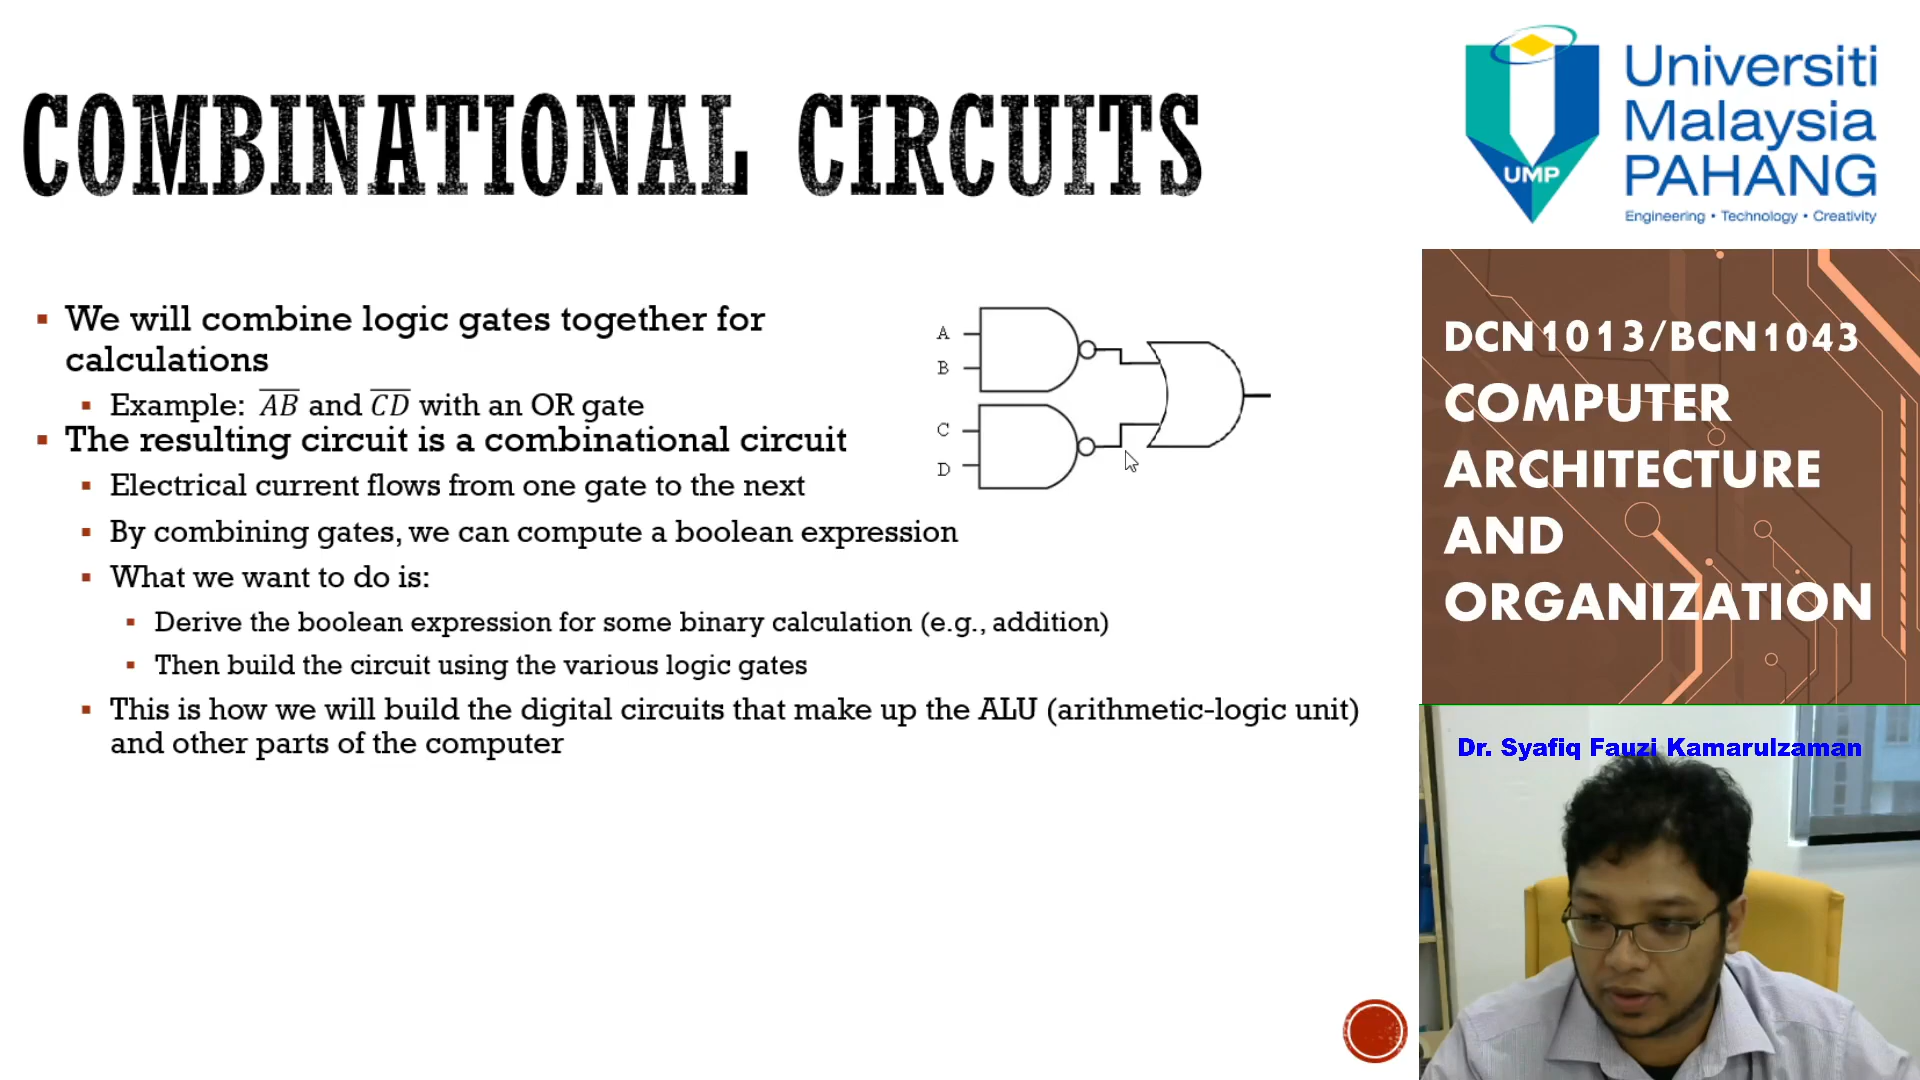 COMBINATIONAL CIRCUITS
We will combine logic gates together for
calculations
Example: \overline{AB} and \overline{CD} with an OR gate
The resulting circuit is a combinational circuit
Electrical current flows from one gate to the next
By combining gates, we can compute a boolean expression
What we want to do is:
Derive the boolean expression for some binary calculation (e.g., addition)
Then build the circuit using the various logic gates
This is how we will build the digital circuits that make up the ALU (arithmetic-logic unit)
and other parts of the computer
A
B
C
D
UMP
Universiti
Malaysia
PAHANG
Engineering • Technology • Creativity
DCN1013/BCN1043
COMPUTER
ARCHITECTURE
AND
ORGANIZATION
Dr. Syafiq Fauzi Kamarulzaman